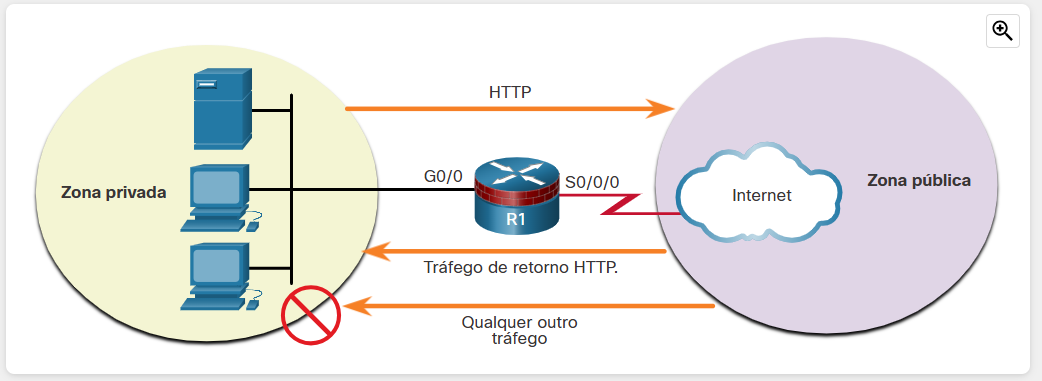 HTTP
Zona privada
G0/0
R1
S0/0/0
Internet
Zona pública
Tráfego de retorno HTTP.
Qualquer outro
tráfego